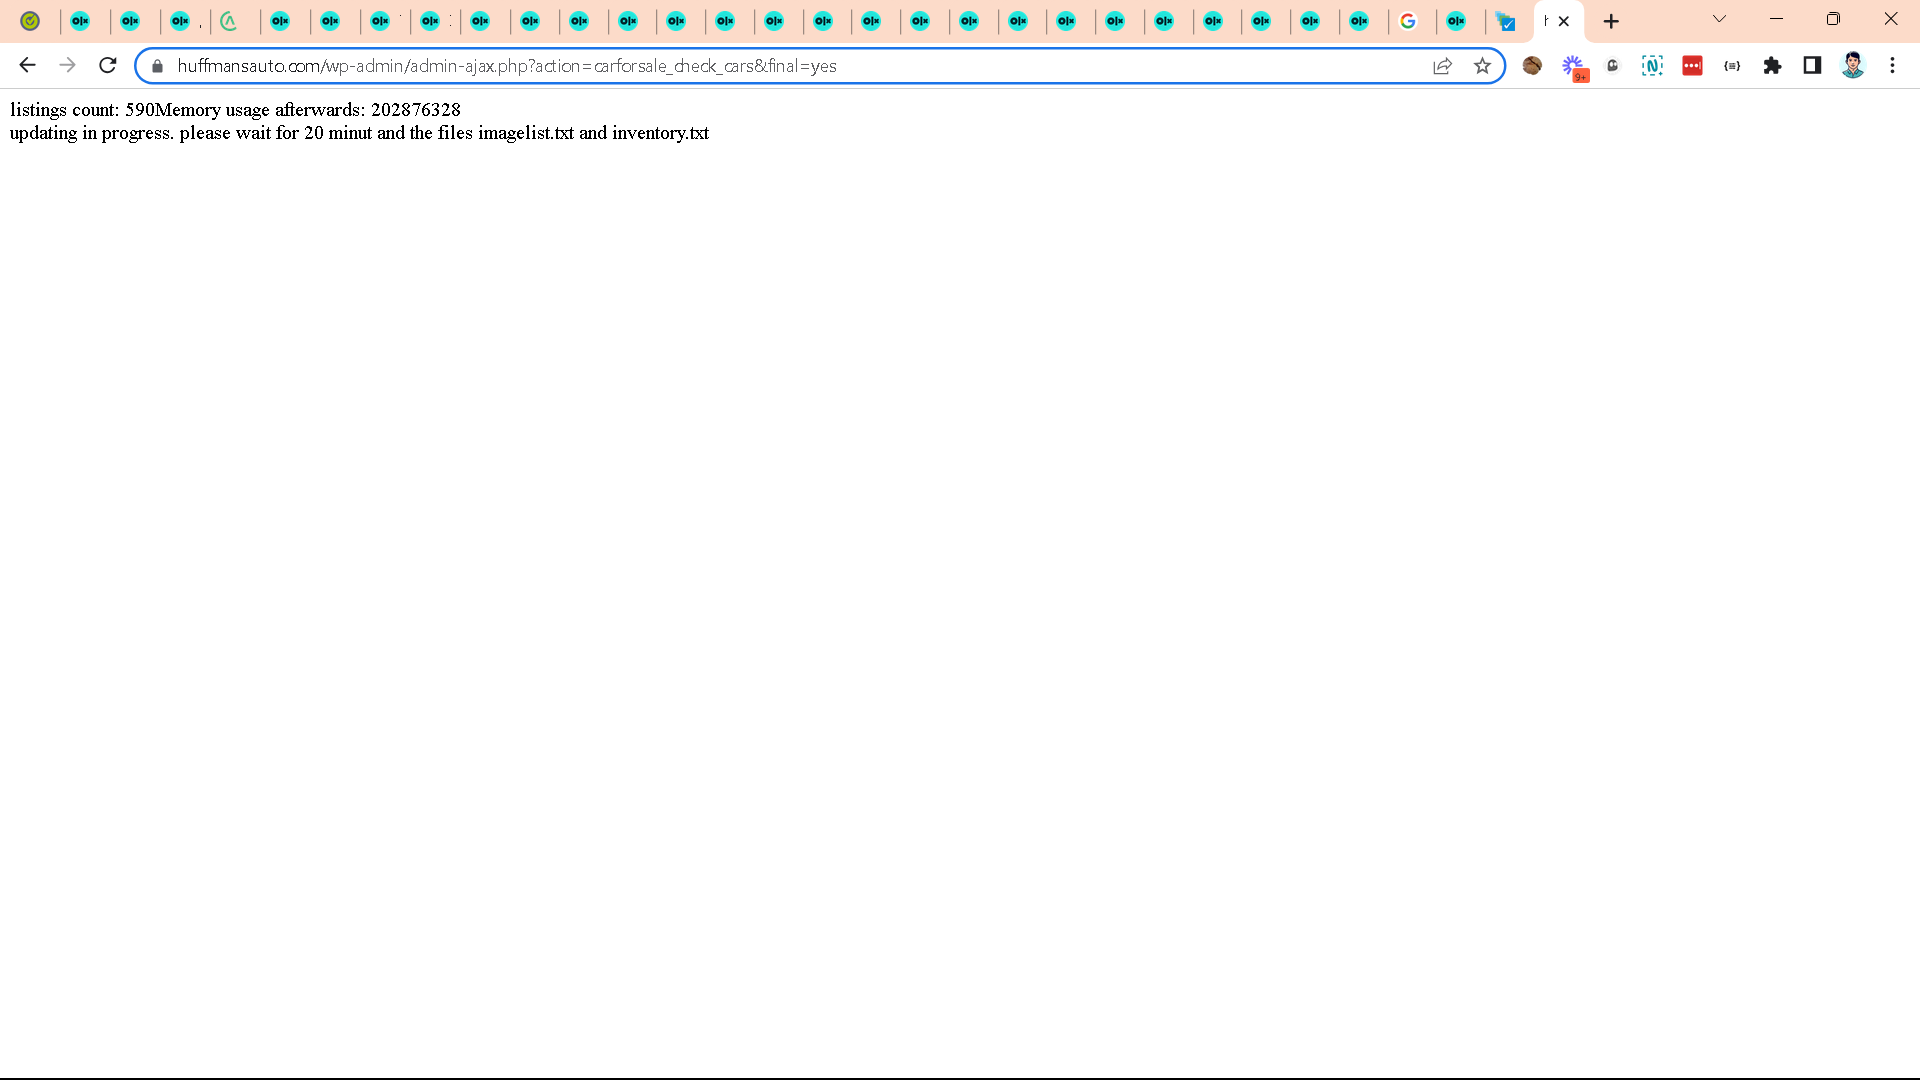 huffmansauto.com/wp-admin/admin-ajax.php?action=carforsale_check_cars&final=yes
9+
listings count: 590Memory usage afterwards: 202876328
updating in progress. please wait for 20 minut and the files imagelist.txt and inventory.txt